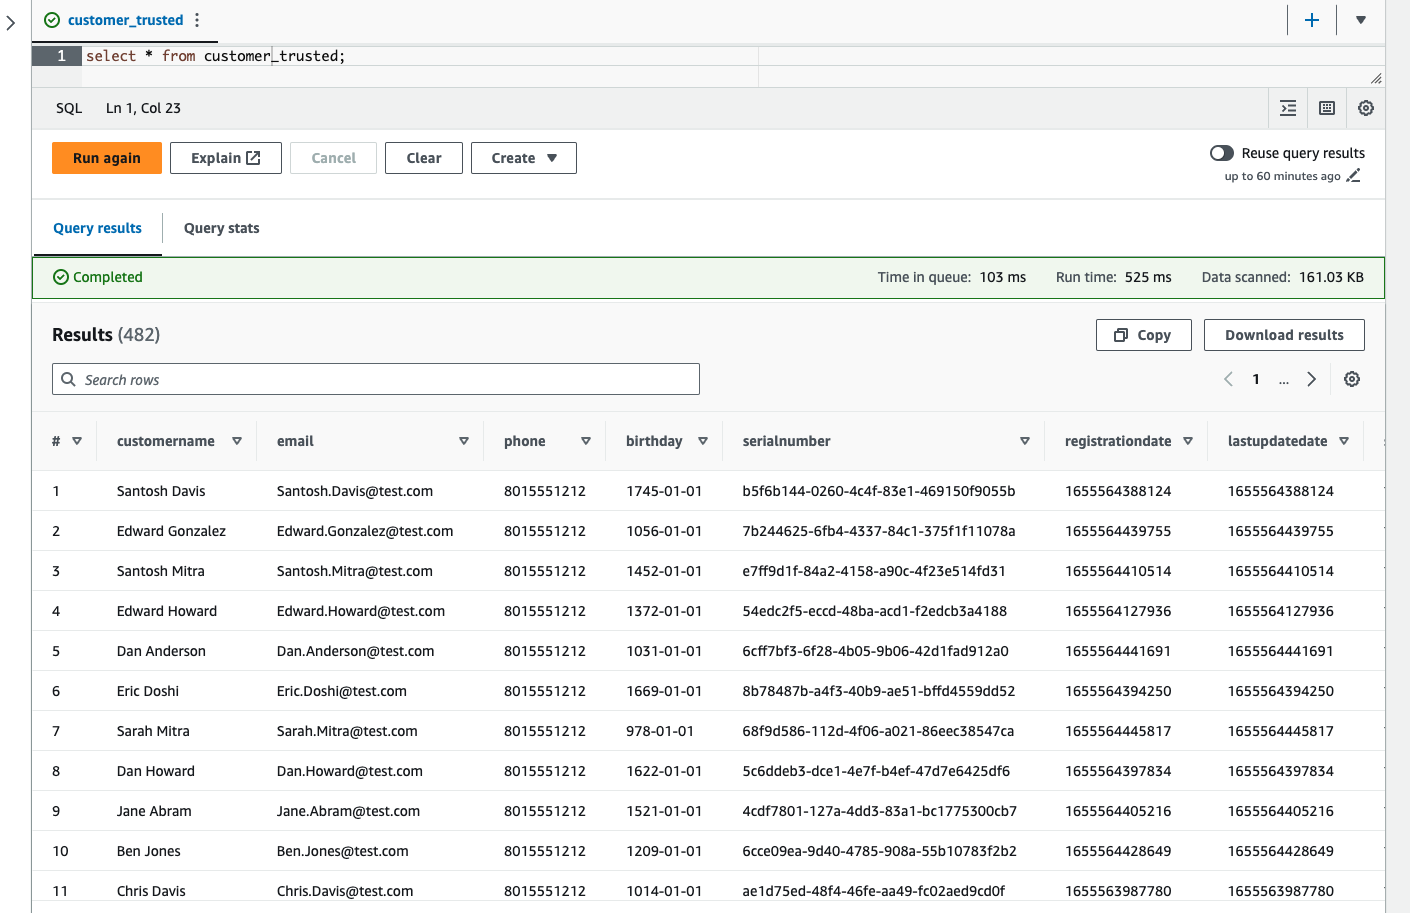 customer_trusted
1 select * from customer_trusted;
SQL Ln 1, Col 23
Run again Explain Cancel Clear Create Reuse query results
up to 60 minutes ago
Query results Query stats
Completed Time in queue: 103 ms Run time: 525 ms Data scanned: 161.03 KB
Results (482) Copy Download results
Search rows 1 ...
# customername email phone birthday serialnumber registrationdate lastupdatedate
1 Santosh Davis Santosh.Davis@test.com 8015551212 1745-01-01 b5f6b144-0260-4c4f-83e1-469150f9055b 1655564388124 1655564388124
2 Edward Gonzalez Edward.Gonzalez@test.com 8015551212 1056-01-01 7b244625-6fb4-4337-84c1-375f1f11078a 1655564439755 1655564439755
3 Santosh Mitra Santosh.Mitra@test.com 8015551212 1452-01-01 e7ff9d1f-84a2-4158-a90c-4f23e514fd31 1655564410514 1655564410514
4 Edward Howard Edward.Howard@test.com 8015551212 1372-01-01 54edc2f5-eccd-48ba-acd1-f2edcb3a4188 1655564127936 1655564127936
5 Dan Anderson Dan.Anderson@test.com 8015551212 1031-01-01 6cff7bf3-6f28-4b05-9b06-42d1fad912a0 1655564441691 1655564441691
6 Eric Doshi Eric.Doshi@test.com 8015551212 1669-01-01 8b78487b-a4f3-40b9-ae51-bffd4559dd52 1655564394250 1655564394250
7 Sarah Mitra Sarah.Mitra@test.com 8015551212 978-01-01 68f9d586-112d-4f06-a021-86eec38547ca 1655564445817 1655564445817
8 Dan Howard Dan.Howard@test.com 8015551212 1622-01-01 5c6ddeb3-dce1-4e7f-b4ef-47d7e6425df6 1655564397834 1655564397834
9 Jane Abram Jane.Abram@test.com 8015551212 1521-01-01 4cdf7801-127a-4dd3-83a1-bc1775300cb7 1655564405216 1655564405216
10 Ben Jones Ben.Jones@test.com 8015551212 1209-01-01 6cce09ea-9d40-4785-908a-55b10783f2b2 1655564428649 1655564428649
11 Chris Davis Chris.Davis@test.com 8015551212 1014-01-01 ae1d75ed-48f4-46fe-aa49-fc02aed9cd0f 1655563987780 1655563987780